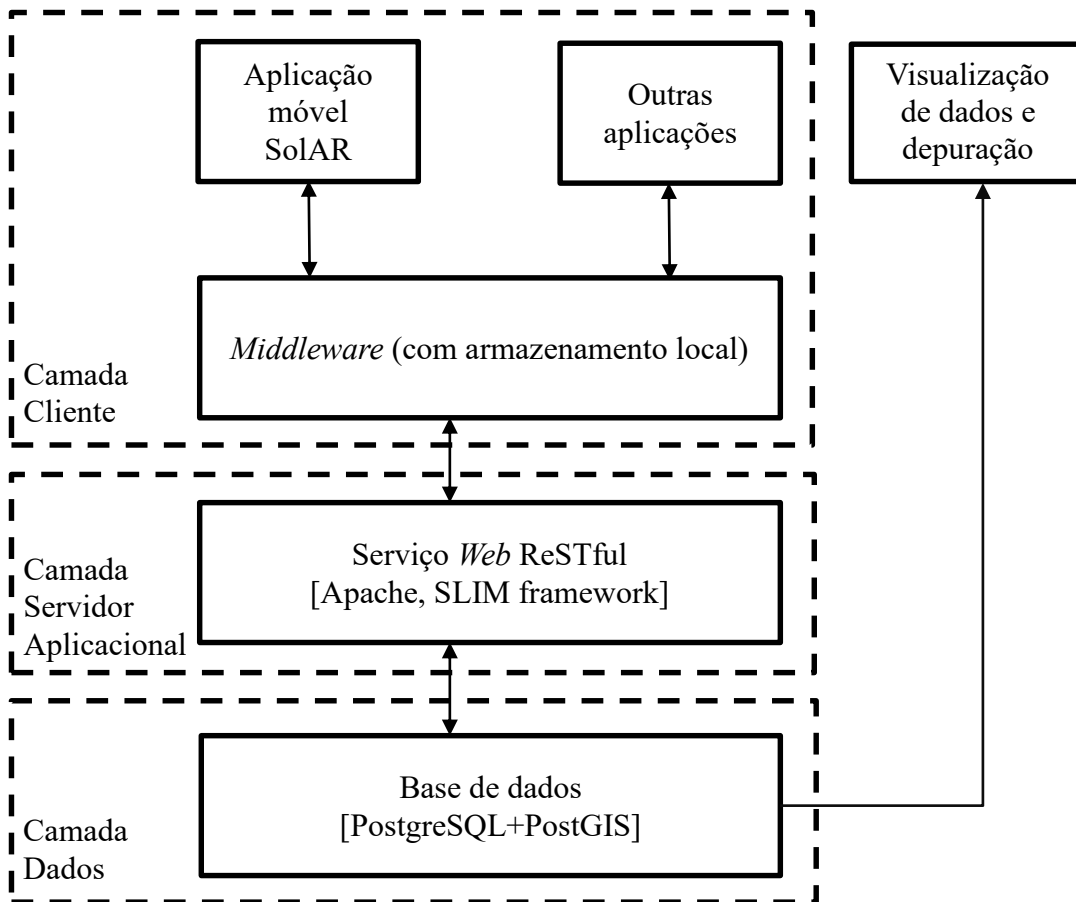 Aplicação
móvel
SolAR
Outras
aplicações
Visualização
de dados e
depuração
Middleware (com armazenamento local)
Camada
Cliente
Serviço Web ReSTful
[Apache, SLIM framework]
Camada
Servidor
Aplicacional
Base de dados
[PostgreSQL+PostGIS]
Camada
Dados